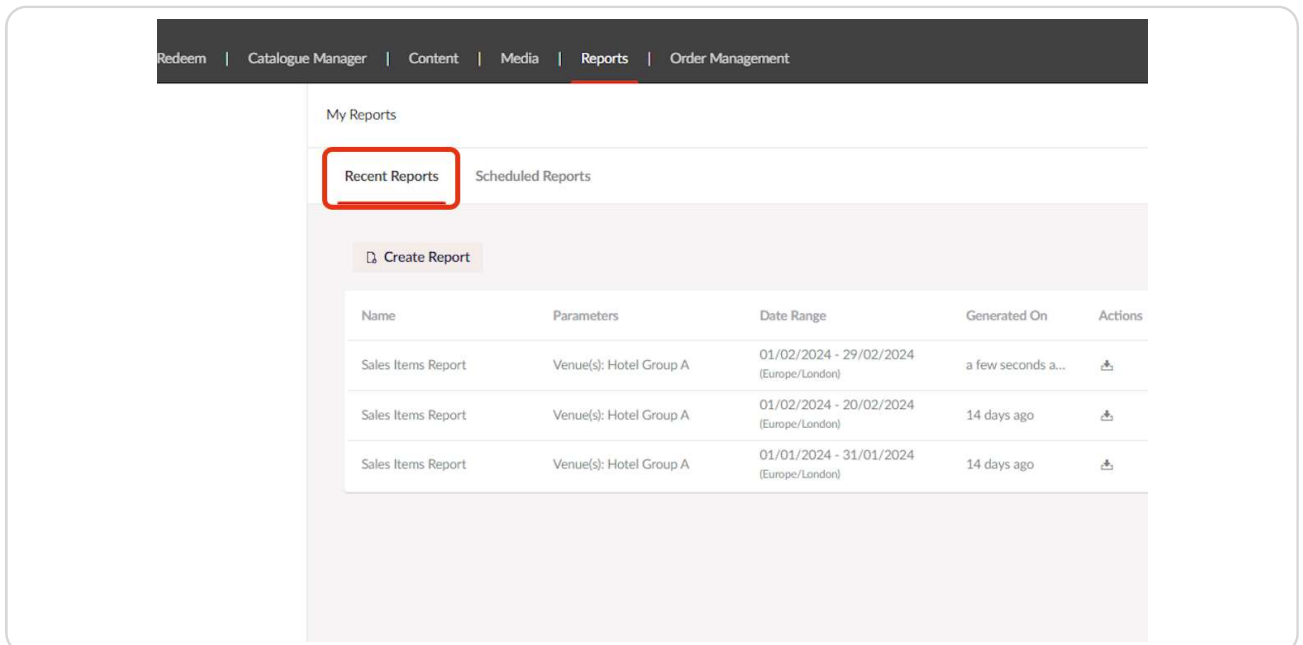 Redeem | Catalogue Manager | Content | Media | Reports | Order Management
My Reports
Recent Reports Scheduled Reports
Create Report
Name Parameters Date Range Generated On Actions
Sales Items Report Venue(s): Hotel Group A 01/02/2024 - 29/02/2024 a few seconds a...
(Europe/London)
Sales Items Report Venue(s): Hotel Group A 01/02/2024 - 20/02/2024 14 days ago
(Europe/London)
Sales Items Report Venue(s): Hotel Group A 01/01/2024 - 31/01/2024 14 days ago
(Europe/London)